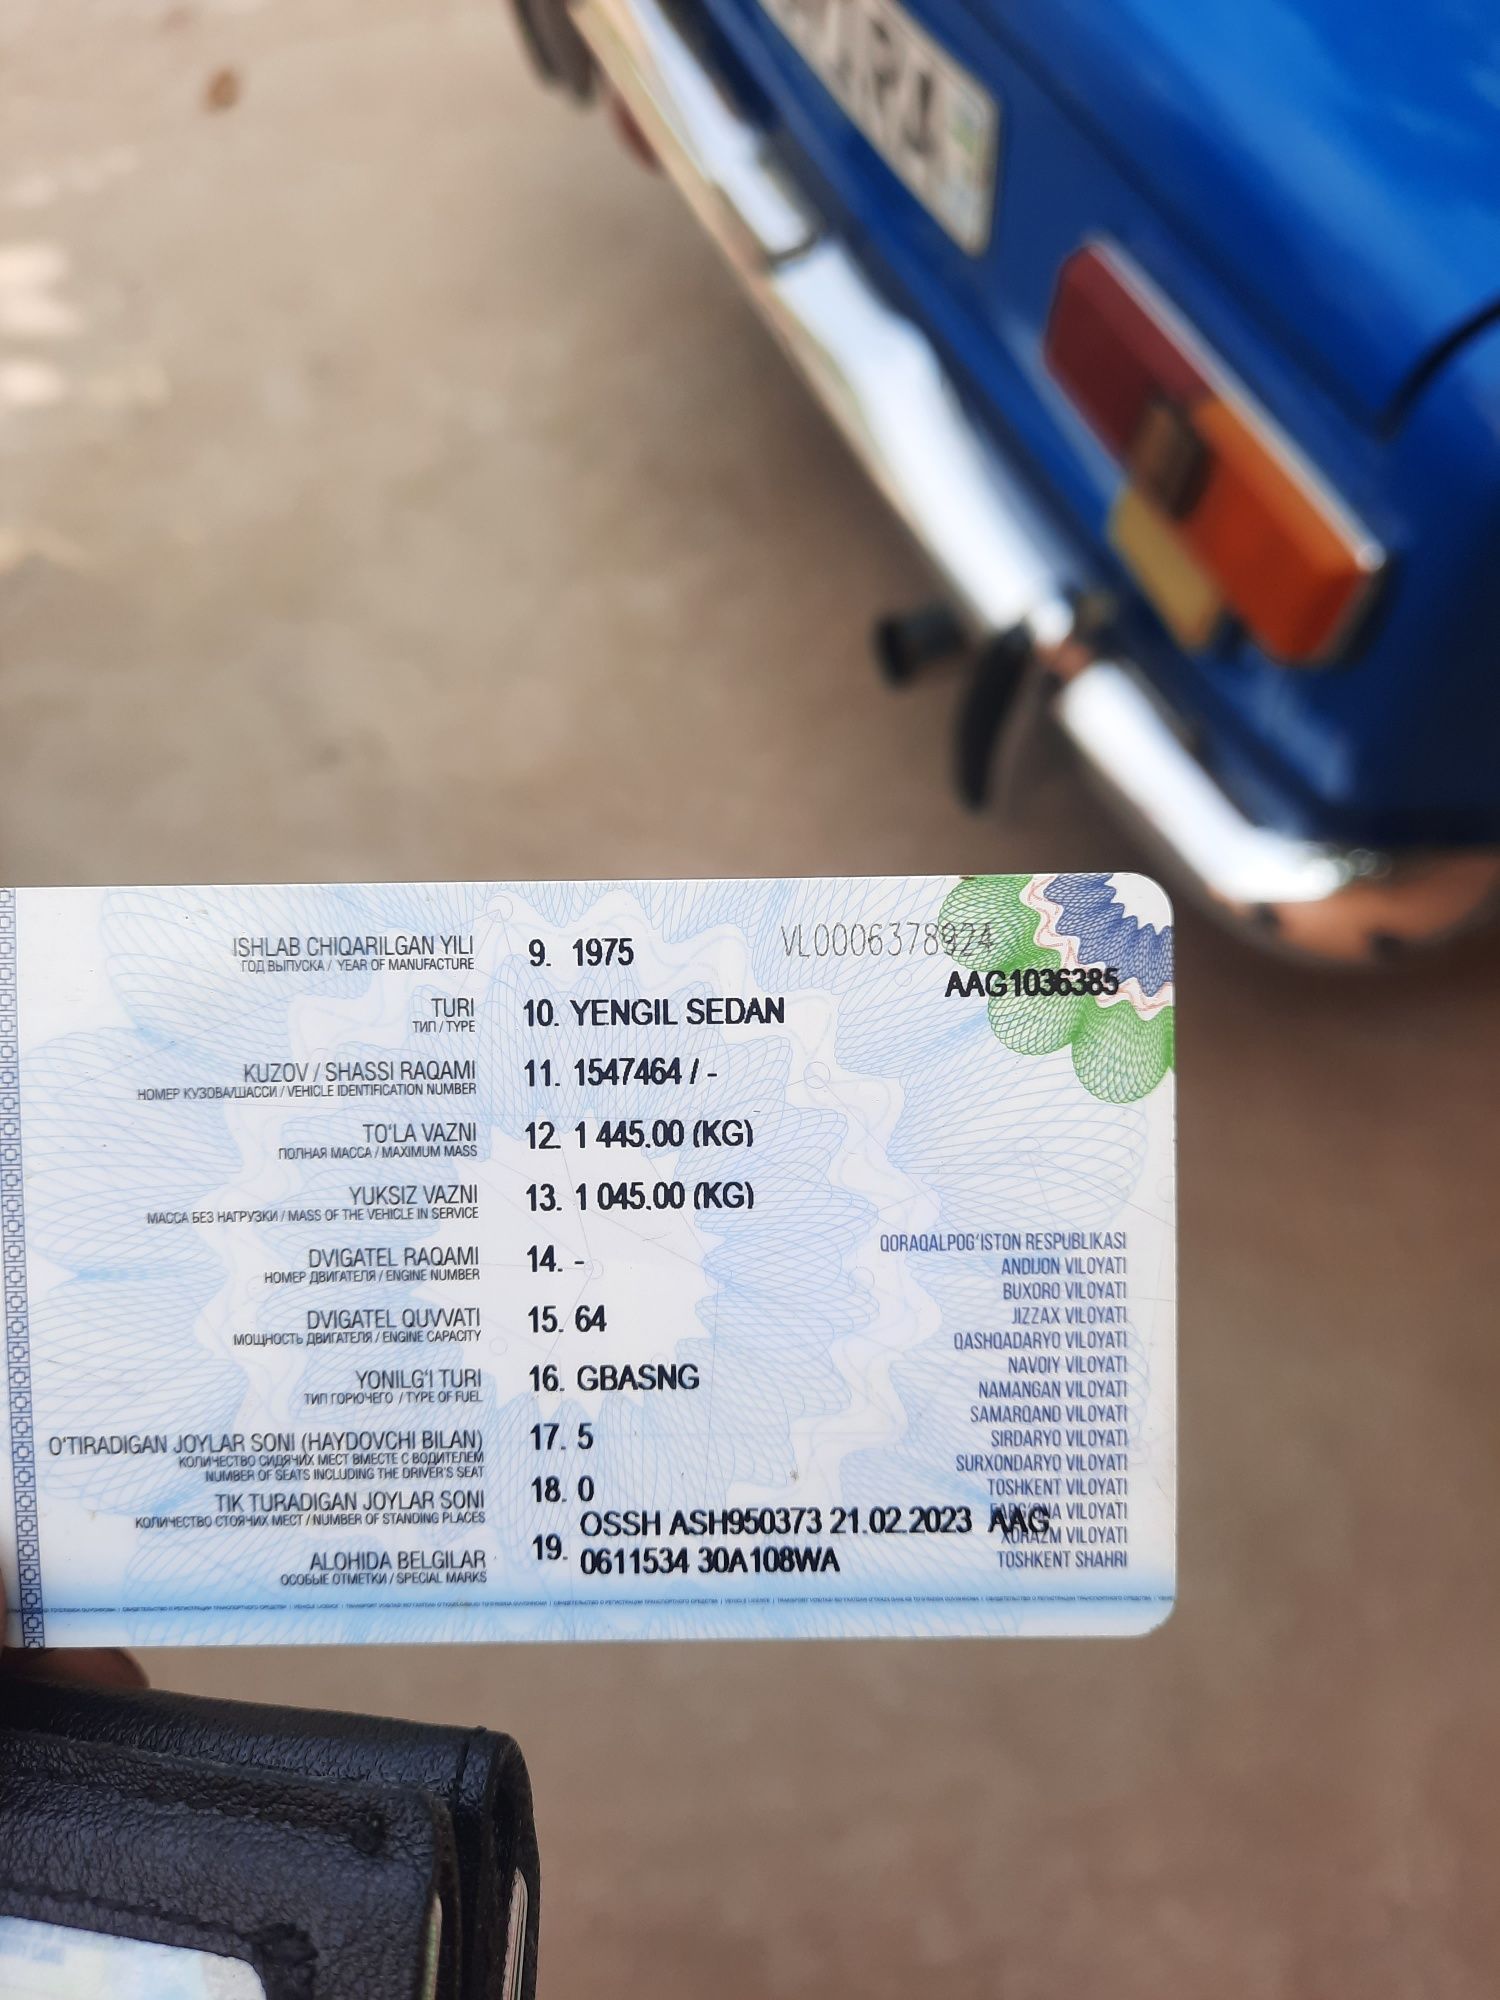 ISHLAB CHIQARILGAN YILI 9. 1975
ГОД ВЫПУСКА / YEAR OF MANUFACTURE
VL0006378924
AAG1036385
TURI 10. YENGIL SEDAN
ТИП / TYPE
KUZOV / SHASSI RAQAMI 11. 1547464 / -
НОМЕР КУЗОВА/ШАССИ / VEHICLE IDENTIFICATION NUMBER
TO'LA VAZNI 12. 1 445.00 (KG)
ПОЛНАЯ МАССА / MAXIMUM MASS
YUKSIZ VAZNI 13. 1 045.00 (KG)
МАССА БЕЗ НАГРУЗКИ / MASS OF THE VEHICLE IN SERVICE
DVIGATEL RAQAMI 14. -
НОМЕР ДВИГАТЕЛЯ / ENGINE NUMBER
DVIGATEL QUVVATI 15. 64
МОЩНОСТЬ ДВИГАТЕЛЯ / ENGINE CAPACITY
YONILG'I TURI 16. GBASNG
ТИП ГОРЮЧЕГО / TYPE OF FUEL
O'TIRADIGAN JOYLAR SONI (HAYDOVCHI BILAN) 17. 5
КОЛИЧЕСТВО СИДЯЧИХ МЕСТ ВМЕСТЕ С ВОДИТЕЛЕМ
NUMBER OF SEATS INCLUDING THE DRIVER'S SEAT
TIK TURADIGAN JOYLAR SONI 18. 0
КОЛИЧЕСТВО СТОЯЧИХ МЕСТ / NUMBER OF STANDING PLACES
ALOHIDA BELGILAR 19. OSSH ASH950373 21.02.2023 AAG
0611534 30A108WA
ОСОБЫЕ ОТМЕТКИ / SPECIAL MARKS
QORAQALPOG'ISTON RESPUBLIKASI
ANDIJON VILOYATI
BUXORO VILOYATI
JIZZAX VILOYATI
QASHQADARYO VILOYATI
NAVOIY VILOYATI
NAMANGAN VILOYATI
SAMARQAND VILOYATI
SIRDARYO VILOYATI
SURXONDARYO VILOYATI
TOSHKENT VILOYATI
FARG'ONA VILOYATI
XORAZM VILOYATI
TOSHKENT SHAHRI